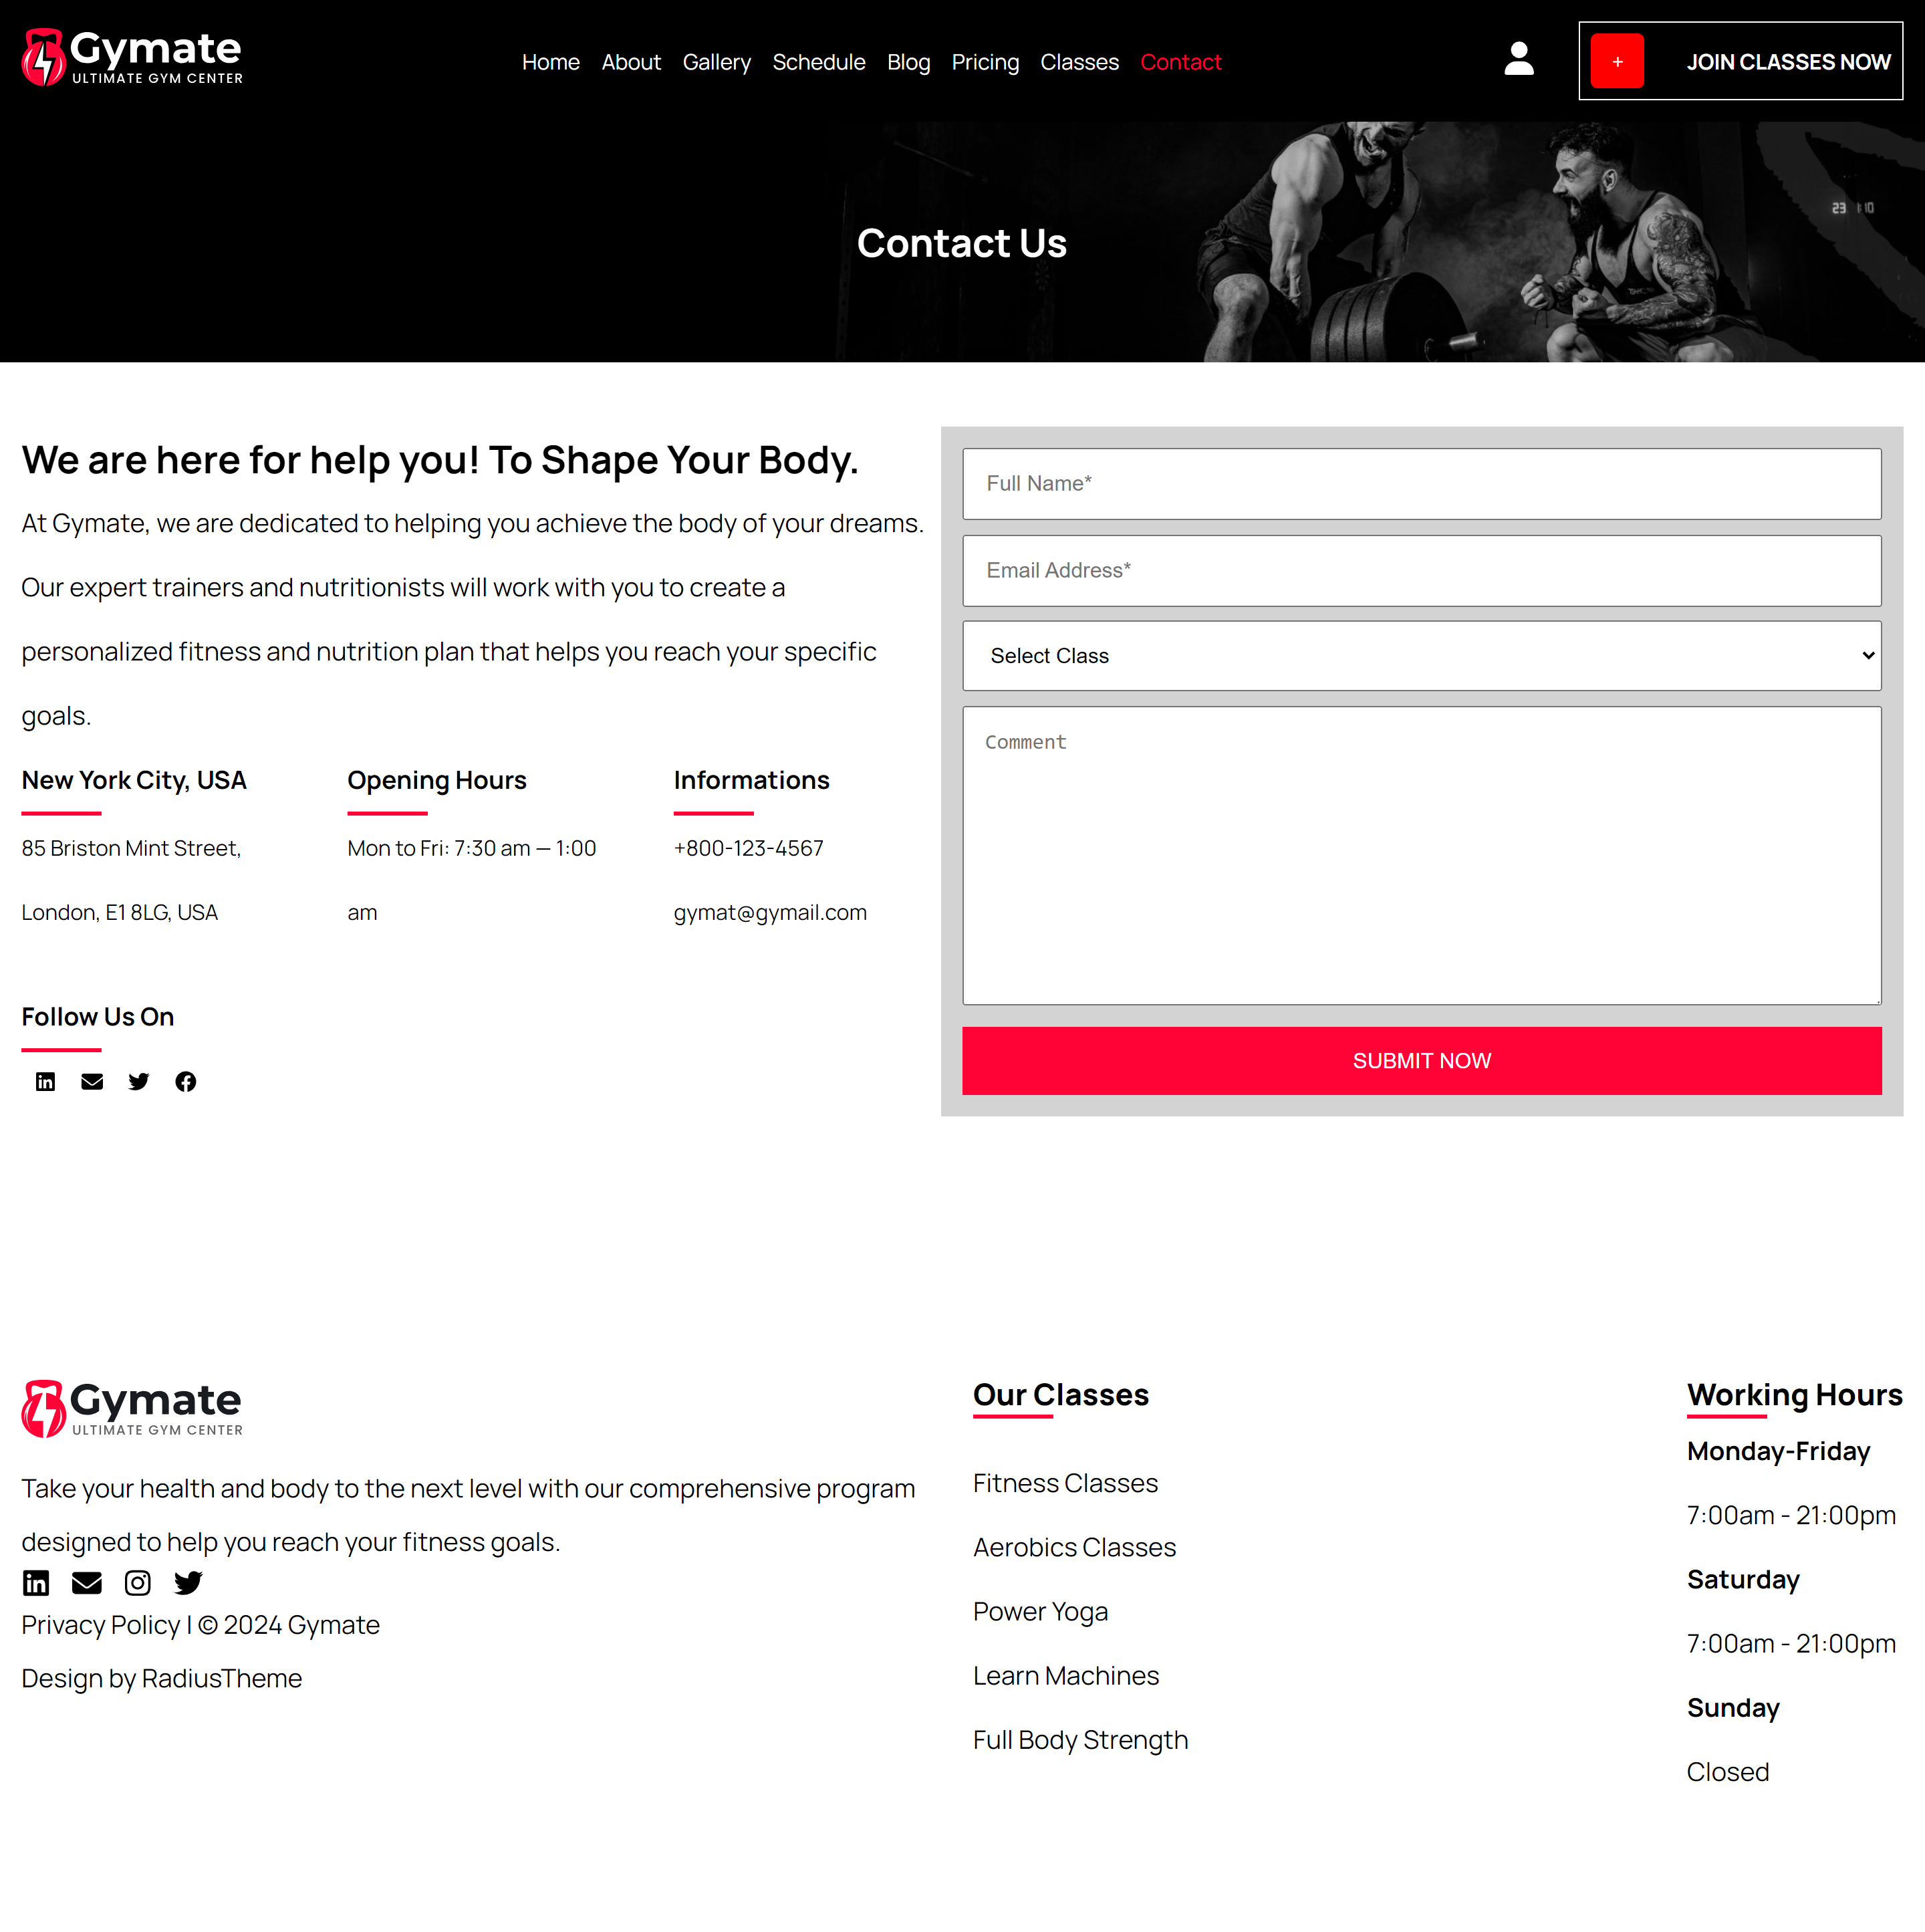 Gymate
ULTIMATE GYM CENTER
Home About Gallery Schedule Blog Pricing Classes Contact
+ JOIN CLASSES NOW
23 1:10
Contact Us
We are here for help you! To Shape Your Body.
At Gymate, we are dedicated to helping you achieve the body of your dreams.
Our expert trainers and nutritionists will work with you to create a
personalized fitness and nutrition plan that helps you reach your specific
goals.
New York City, USA
85 Briston Mint Street,
London, E1 8LG, USA
Opening Hours
Mon to Fri: 7:30 am — 1:00
am
Informations
+800-123-4567
gymat@gymail.com
Follow Us On
Full Name*
Email Address*
Select Class
Comment
SUBMIT NOW
Gymate
ULTIMATE GYM CENTER
Take your health and body to the next level with our comprehensive program
designed to help you reach your fitness goals.
Privacy Policy l © 2024 Gymate
Design by RadiusTheme
Our Classes
Fitness Classes
Aerobics Classes
Power Yoga
Learn Machines
Full Body Strength
Working Hours
Monday-Friday
7:00am - 21:00pm
Saturday
7:00am - 21:00pm
Sunday
Closed